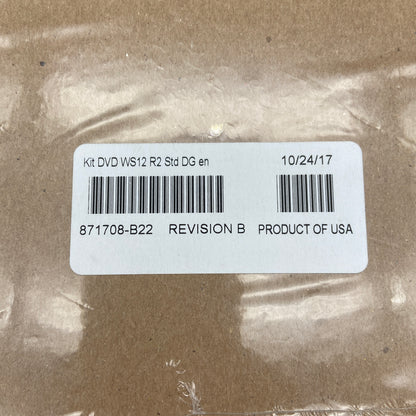 Kit DVD WS12 R2 Std DG en 10/24/17
871708-B22 REVISION B PRODUCT OF USA